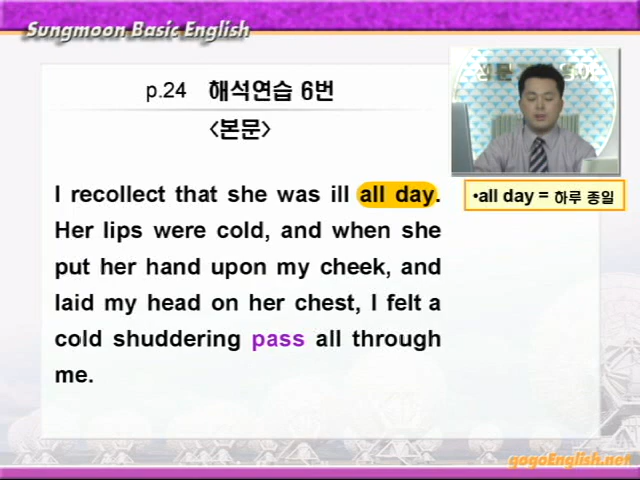 Sungmoon Basic English
p.24 해석연습 6번
<본문>
I recollect that she was ill all day.
Her lips were cold, and when she
put her hand upon my cheek, and
laid my head on her chest, I felt a
cold shuddering pass all through
me.
•all day = 하루 종일
gogoEnglish.net